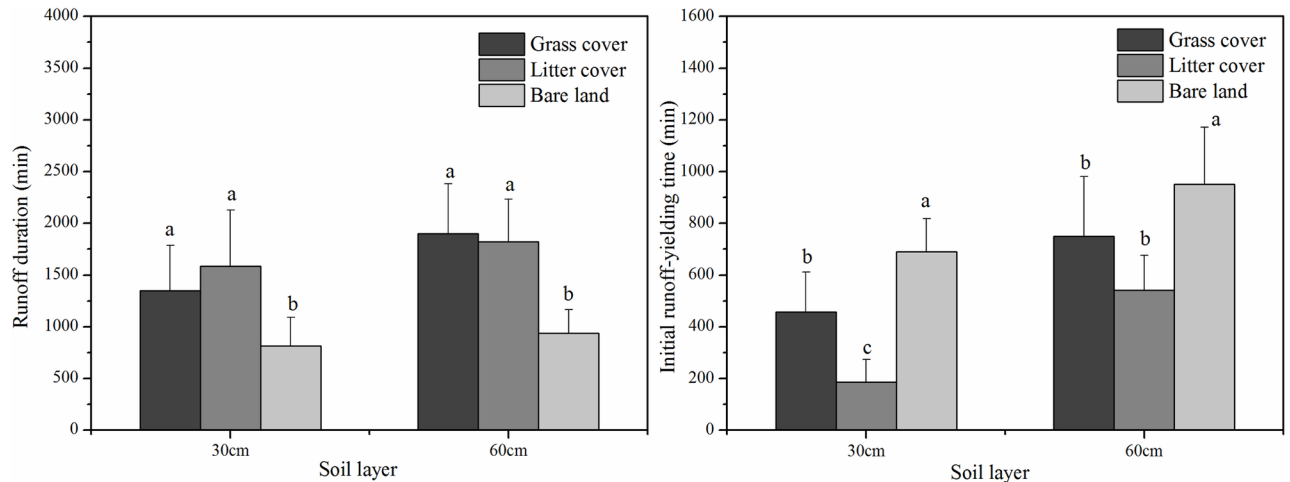 4000
3500
3000
2500
2000
1500
1000
500
0
Runoff duration (min)
Grass cover
Litter cover
Bare land
a
a
b
a
a
b
30cm
60cm
Soil layer
1600
1400
1200
1000
800
600
400
200
0
Initial runoff-yielding time (min)
Grass cover
Litter cover
Bare land
b
c
a
b
b
a
30cm
60cm
Soil layer